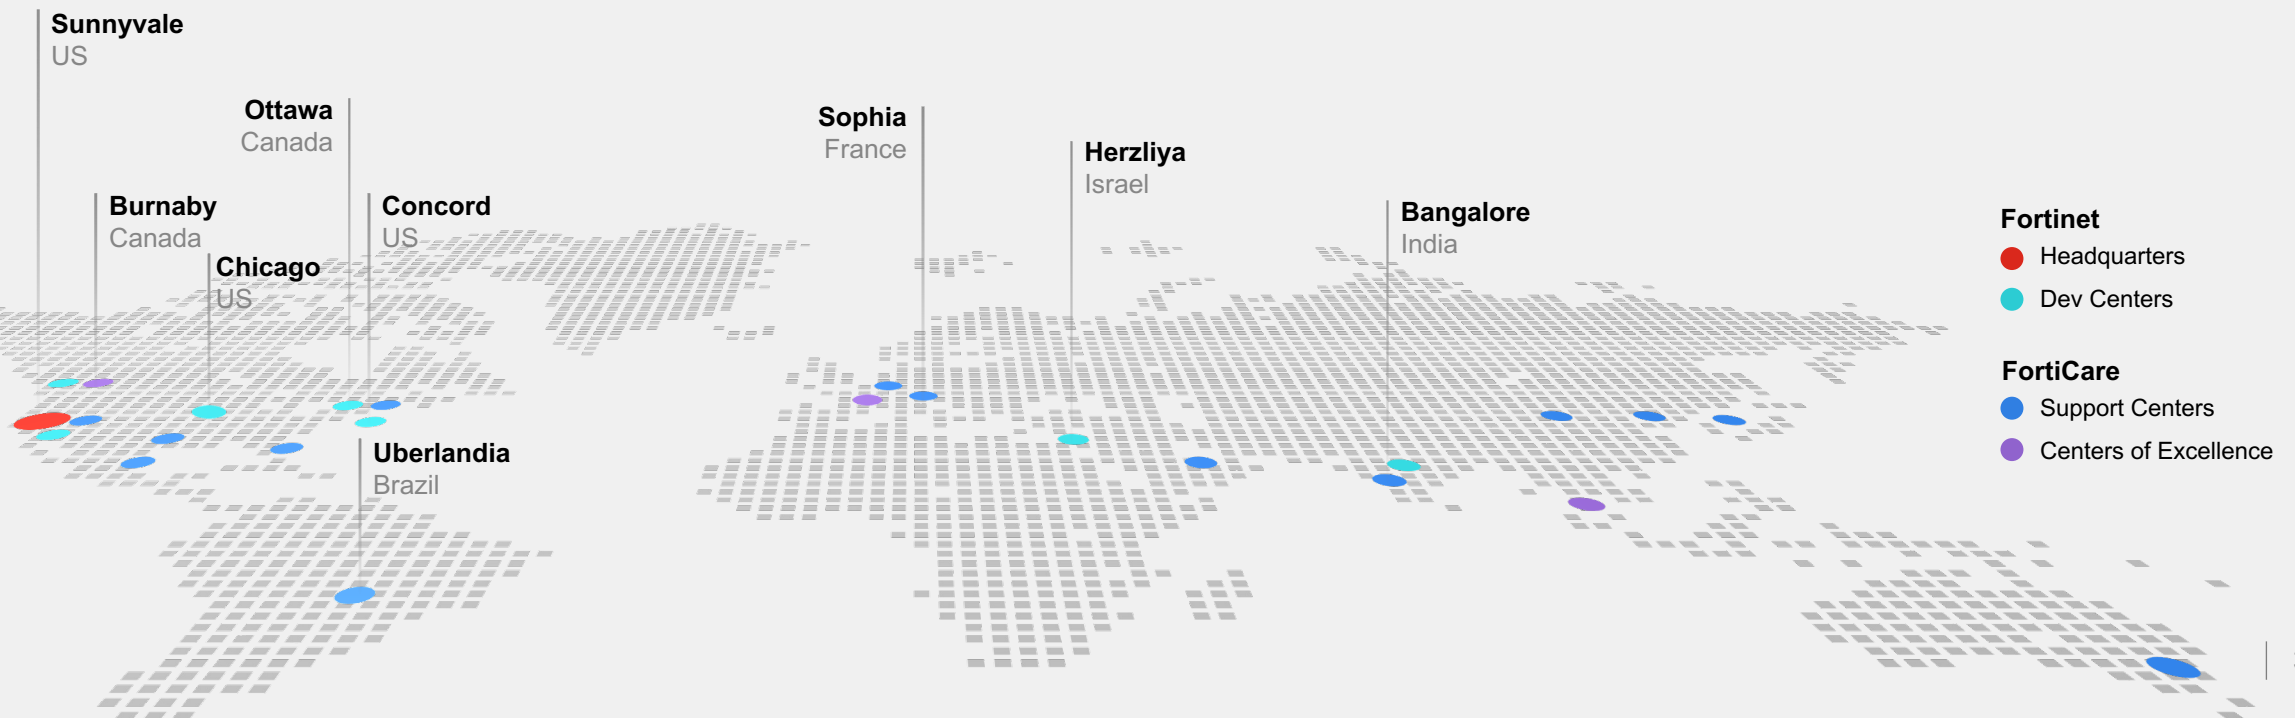 Sunnyvale
US
Ottawa
Canada
Sophia
France
Herzliya
Israel
Burnaby
Canada
Concord
US
Bangalore
India
Chicago
US
Uberlandia
Brazil
Fortinet
Headquarters
Dev Centers
FortiCare
Support Centers
Centers of Excellence